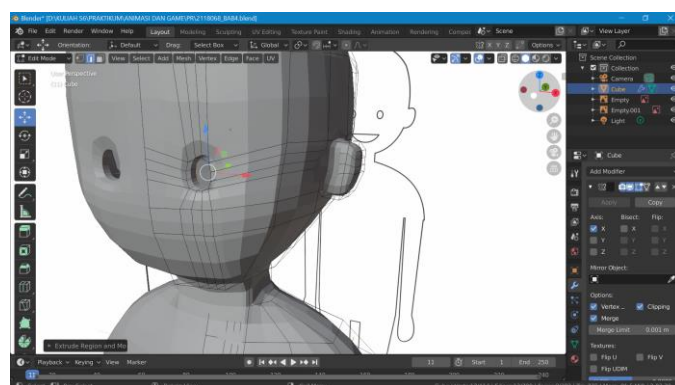 Blender* [D:\KULIAH S6\PRAKTIKUM\ANIMASI DAN GAME\PR\2118068_BAB4.blend]
File Edit Render Window Help Layout Modeling Sculpting UV Editing Texture Paint Shading Animation Rendering Scene View Layer
Orientation: Default Drag: Select Box Global X Y Z Options
Edit Mode View Select Add Mesh Vertex Edge Face UV
Scene Collection
Collection
Camera
Cube
Empty
Empty.001
Light
Cube
Add Modifier
Apply Copy
Axis: Bisect: Flip:
X X X
Y Y Y
Z Z Z
Mirror Object:
Options:
Vertex .. Clipping
Merge
Merge Limit 0.001 m
Textures:
Flip U Flip V
Flip UDIM
Extrude Region and Mo
Playback Keying View Marker 11 Start 1 End 250
11